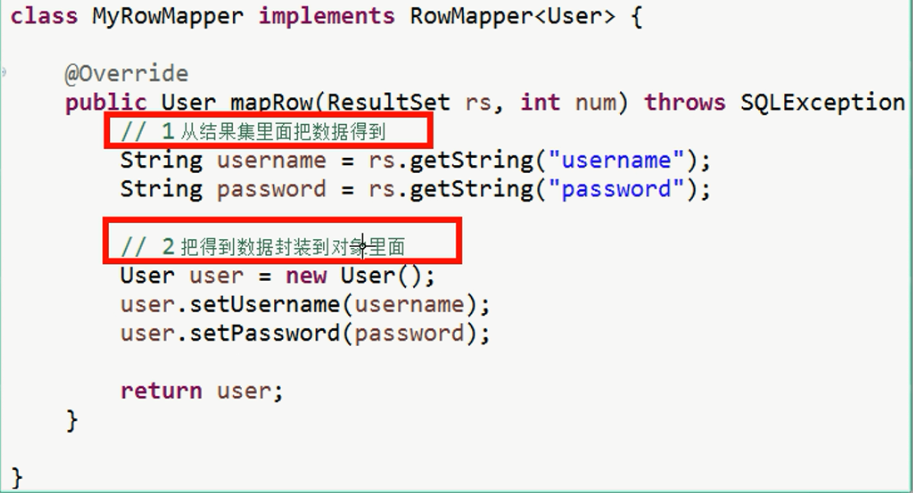 class MyRowMapper implements RowMapper<User> {
@Override
public User mapRow(ResultSet rs, int num) throws SQLException
// 1 从结果集里面把数据得到
String username = rs.getString("username");
String password = rs.getString("password");
// 2 把得到数据封装到对象里面
User user = new User();
user.setUsername(username);
user.setPassword(password);
return user;
}
}